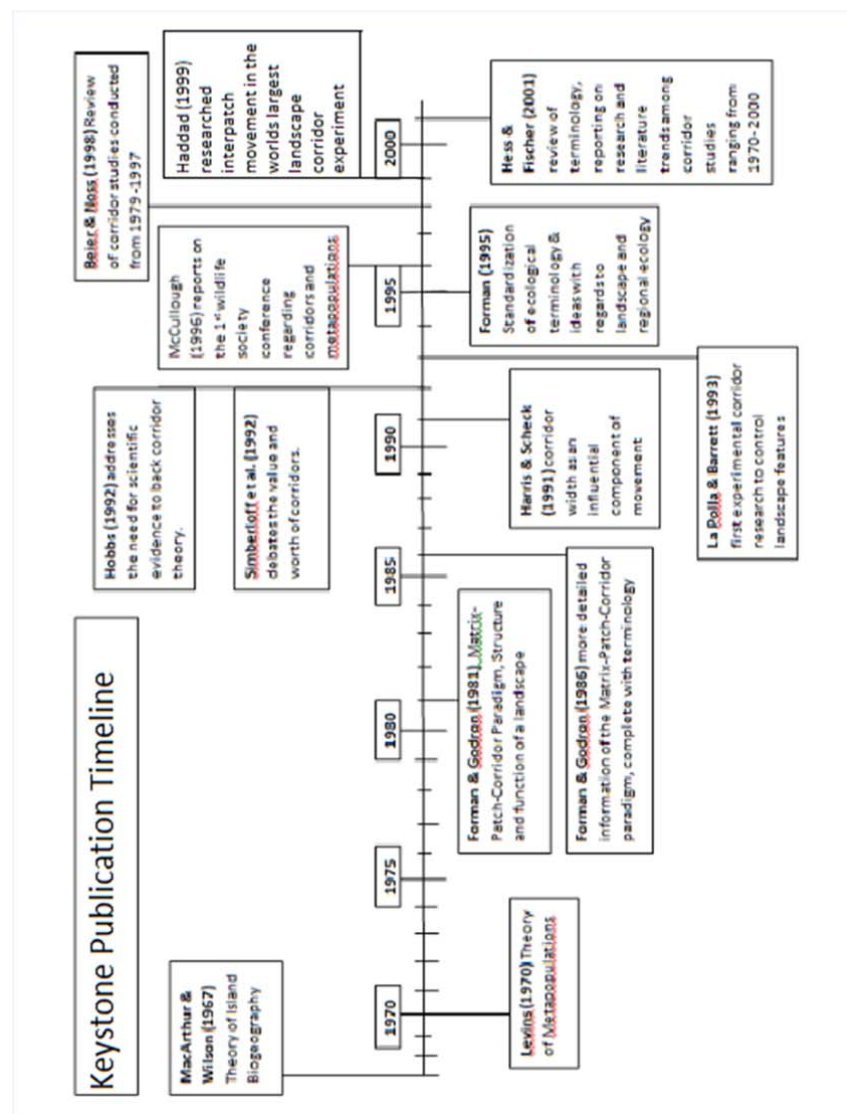 Keystone Publication Timeline
MacArthur &
Wilson (1967)
Theory of Island
Biogeography
Hobbs (1992) addresses
the need for scientific
evidence to back corridor
theory.
Simberloff et al. (1992)
debates the value and
worth of corridors.
Beier & Noss (1998) Review
of corridor studies conducted
from 1979-1997
McCullough
(1996) reports on
the 1st wildlife
society
conference
regarding
corridors and
metapopulations
Haddad (1999)
researched
interpatch
movement in the
worlds largest
landscape
corridor
experiment
1970
1975
1980
1985
1990
1995
2000
Levins (1970) Theory
of Metapopulations
Forman & Godron (1981) Matrix-
Patch-Corridor Paradigm, Structure
and function of a landscape
Forman & Godron (1986) more detailed
information of the Matrix-Patch-Corridor
paradigm, complete with terminology
Harris & Scheck
(1991) corridor
width as an
influential
component of
movement
La Polla & Barrett (1993)
first experimental corridor
research to control
landscape features
Forman (1995)
Standardization
of ecological
terminology &
ideas with
regards to
landscape and
regional ecology
Hess &
Fischer (2001)
review of
terminology,
reporting on
research and
literature
trends among
corridor
studies
ranging from
1970-2000